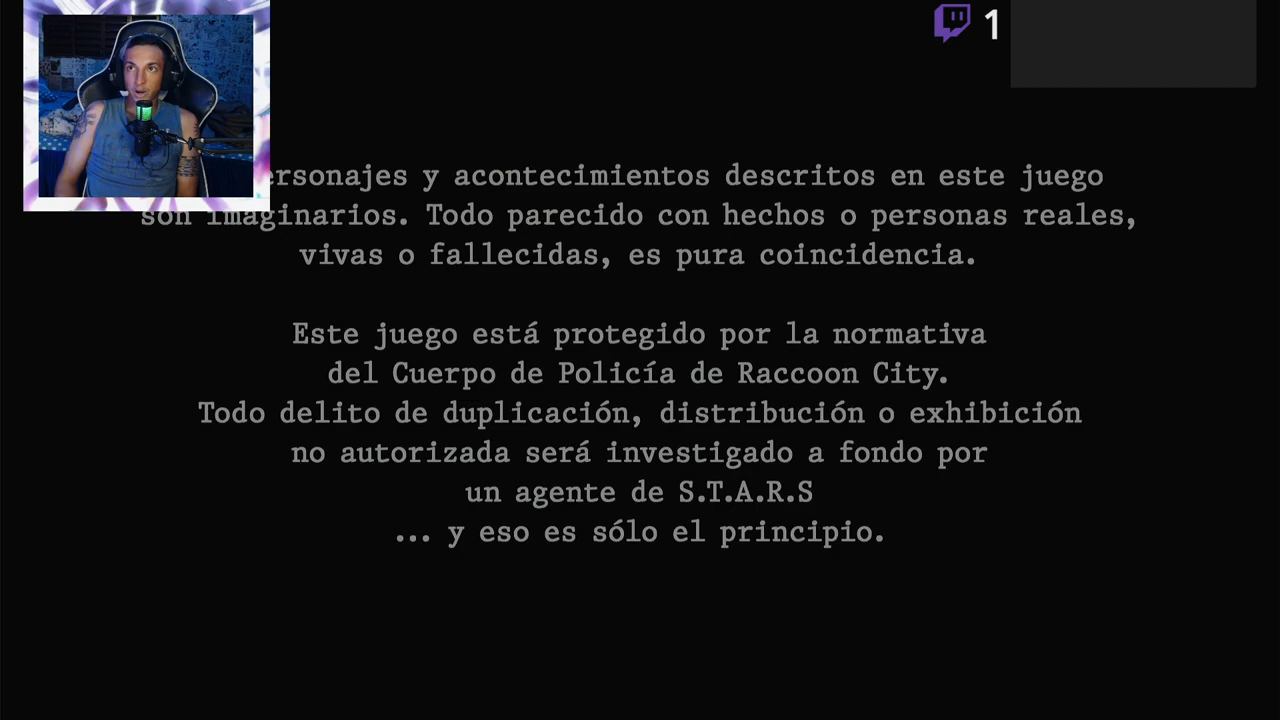 1
personajes y acontecimientos descritos en este juego
son imaginarios. Todo parecido con hechos o personas reales,
vivas o fallecidas, es pura coincidencia.
Este juego está protegido por la normativa
del Cuerpo de Policía de Raccoon City.
Todo delito de duplicación, distribución o exhibición
no autorizada será investigado a fondo por
un agente de S.T.A.R.S
... y eso es sólo el principio.